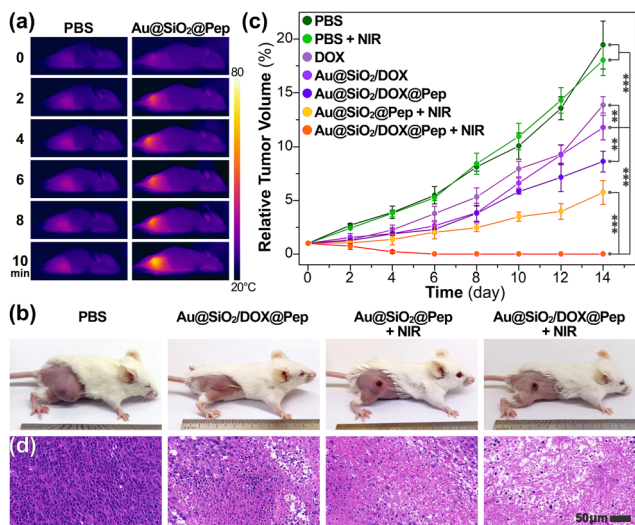 (a)
PBS
Au@SiO₂@Pep
0
2
4
6
8
10
min
80
20°C
(c)
Relative Tumor Volume (%)
20
15
10
5
0
PBS
PBS + NIR
DOX
Au@SiO₂/DOX
Au@SiO₂/DOX@Pep
Au@SiO₂@Pep + NIR
Au@SiO₂/DOX@Pep + NIR
***
***
***
***
***
0 2 4 6 8 10 12 14
Time (day)
(b)
PBS
Au@SiO₂/DOX@Pep
Au@SiO₂@Pep
+ NIR
Au@SiO₂/DOX@Pep
+ NIR
(d)
50μm